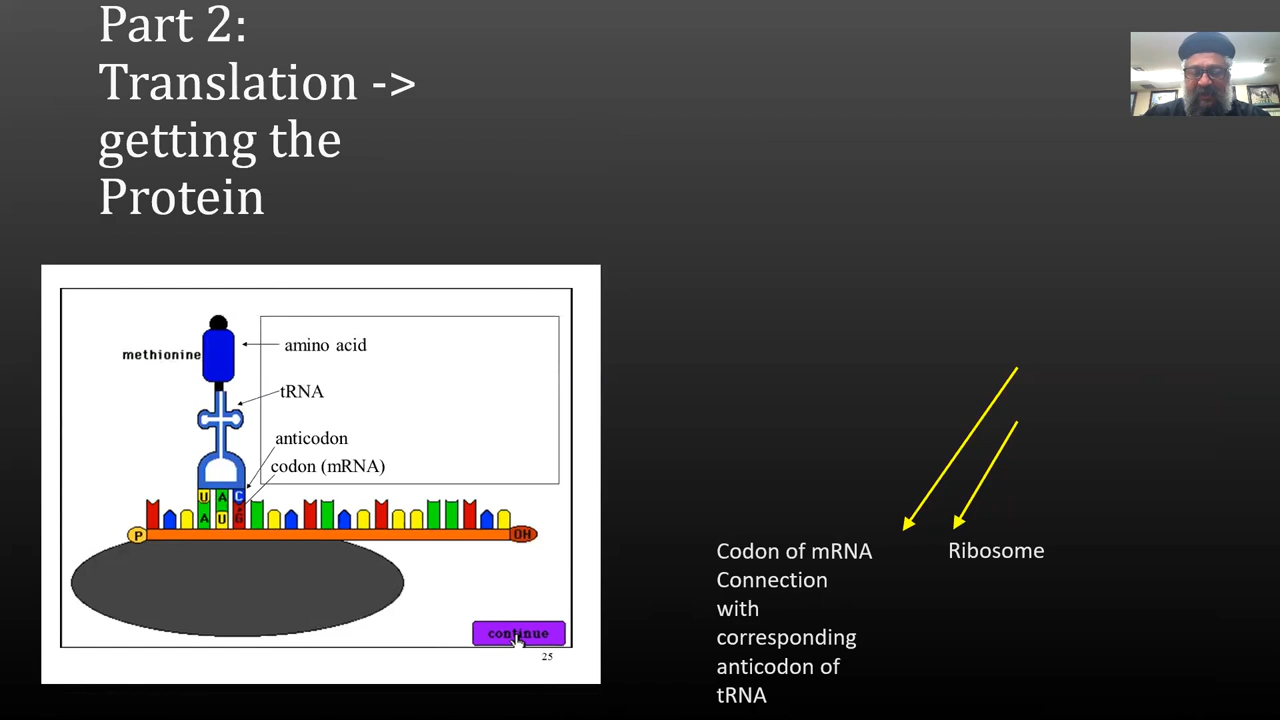 Part 2:
Translation ->
getting the
Protein
methionine
amino acid
tRNA
anticodon
codon (mRNA)
U A C
A U G
P
OH
continue
25
Codon of mRNA
Connection
with
corresponding
anticodon of
tRNA
Ribosome